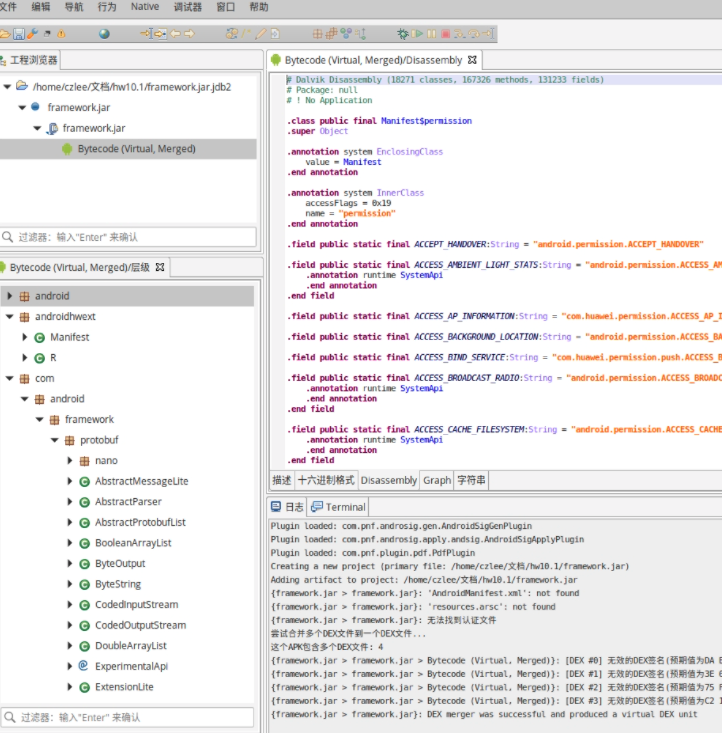 文件 编辑 导航 行为 Native 调试器 窗口 帮助
工程浏览器
/home/czlee/文档/hw10.1/framework.jar.jdb2
framework.jar
framework.jar
Bytecode (Virtual, Merged)
过滤器：输入"Enter" 来确认
Bytecode (Virtual, Merged)/层级
android
androidhwext
Manifest
R
com
android
framework
protobuf
nano
AbstractMessageLite
AbstractParser
AbstractProtobufList
BooleanArrayList
ByteOutput
ByteString
CodedInputStream
CodedOutputStream
DoubleArrayList
ExperimentalApi
ExtensionLite
过滤器：输入"Enter" 来确认
Bytecode (Virtual, Merged)/Disassembly
# Dalvik Disassembly (18271 classes, 167326 methods, 131233 fields)
# Package: null
# ! No Application
.class public final Manifest$permission
.super Object
.annotation system EnclosingClass
value = Manifest
.end annotation
.annotation system InnerClass
accessFlags = 0x19
name = "permission"
.end annotation
.field public static final ACCEPT_HANDOVER:String = "android.permission.ACCEPT_HANDOVER"
.field public static final ACCESS_AMBIENT_LIGHT_STATS:String = "android.permission.ACCESS_AM
.annotation runtime SystemApi
.end annotation
.end field
.field public static final ACCESS_AP_INFORMATION:String = "com.huawei.permission.ACCESS_AP_I
.field public static final ACCESS_BACKGROUND_LOCATION:String = "android.permission.ACCESS_BA
.field public static final ACCESS_BIND_SERVICE:String = "com.huawei.permission.push.ACCESS_B
.field public static final ACCESS_BROADCAST_RADIO:String = "android.permission.ACCESS_BROADC
.annotation runtime SystemApi
.end annotation
.end field
.field public static final ACCESS_CACHE_FILESYSTEM:String = "android.permission.ACCESS_CACHE
.annotation runtime SystemApi
.end annotation
.end field
描述 十六进制格式 Disassembly Graph 字符串
日志 Terminal
Plugin loaded: com.pnf.androsig.gen.AndroidSigGenPlugin
Plugin loaded: com.pnf.androsig.apply.andsig.AndroidSigApplyPlugin
Plugin loaded: com.pnf.plugin.pdf.PdfPlugin
Creating a new project (primary file: /home/czlee/文档/hw10.1/framework.jar)
Adding artifact to project: /home/czlee/文档/hw10.1/framework.jar
{framework.jar > framework.jar}: 'AndroidManifest.xml': not found
{framework.jar > framework.jar}: 'resources.arsc': not found
{framework.jar > framework.jar}: 无法找到认证文件
尝试合并多个DEX文件到一个DEX文件...
这个APK包含多个DEX文件: 4
{framework.jar > framework.jar > Bytecode (Virtual, Merged)}: [DEX #0] 无效的DEX签名(预期值为DA
{framework.jar > framework.jar > Bytecode (Virtual, Merged)}: [DEX #1] 无效的DEX签名(预期值为3E
{framework.jar > framework.jar > Bytecode (Virtual, Merged)}: [DEX #2] 无效的DEX签名(预期值为75
{framework.jar > framework.jar > Bytecode (Virtual, Merged)}: [DEX #3] 无效的DEX签名(预期值为C2
{framework.jar > framework.jar}: DEX merger was successful and produced a virtual DEX unit